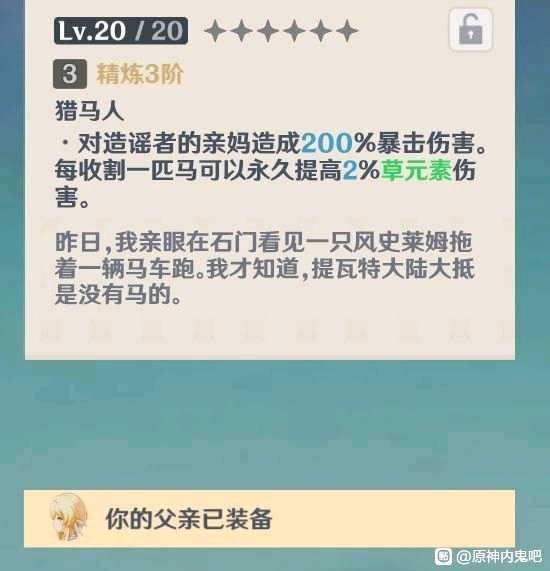 Lv.20 / 20
3 精炼3阶
猎马人
·对造谣者的亲妈造成200%暴击伤害。
每收割一匹马可以永久提高2%草元素伤
害。
昨日,我亲眼在石门看见一只风史莱姆拖
着一辆马车跑。我才知道,提瓦特大陆大抵
是没有马的。
你的父亲已装备
@原神内鬼吧